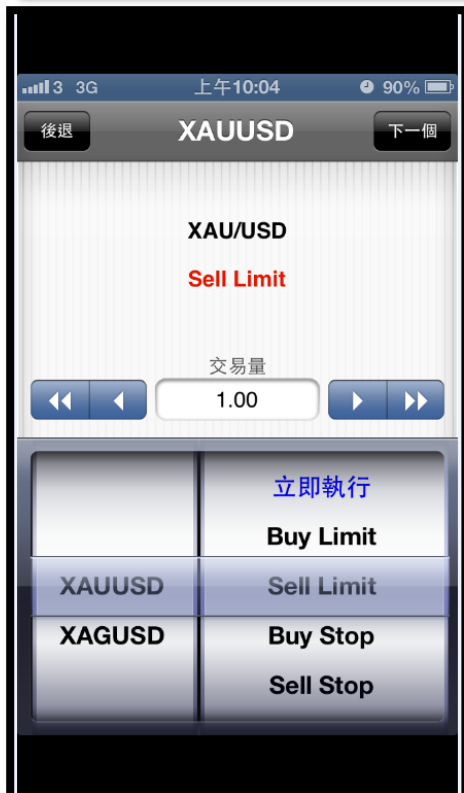 3 3G 上午10:04 90%
後退 XAUUSD 下一個
XAU/USD
Sell Limit
交易量
1.00
立即執行
Buy Limit
XAUUSD Sell Limit
XAGUSD Buy Stop
Sell Stop